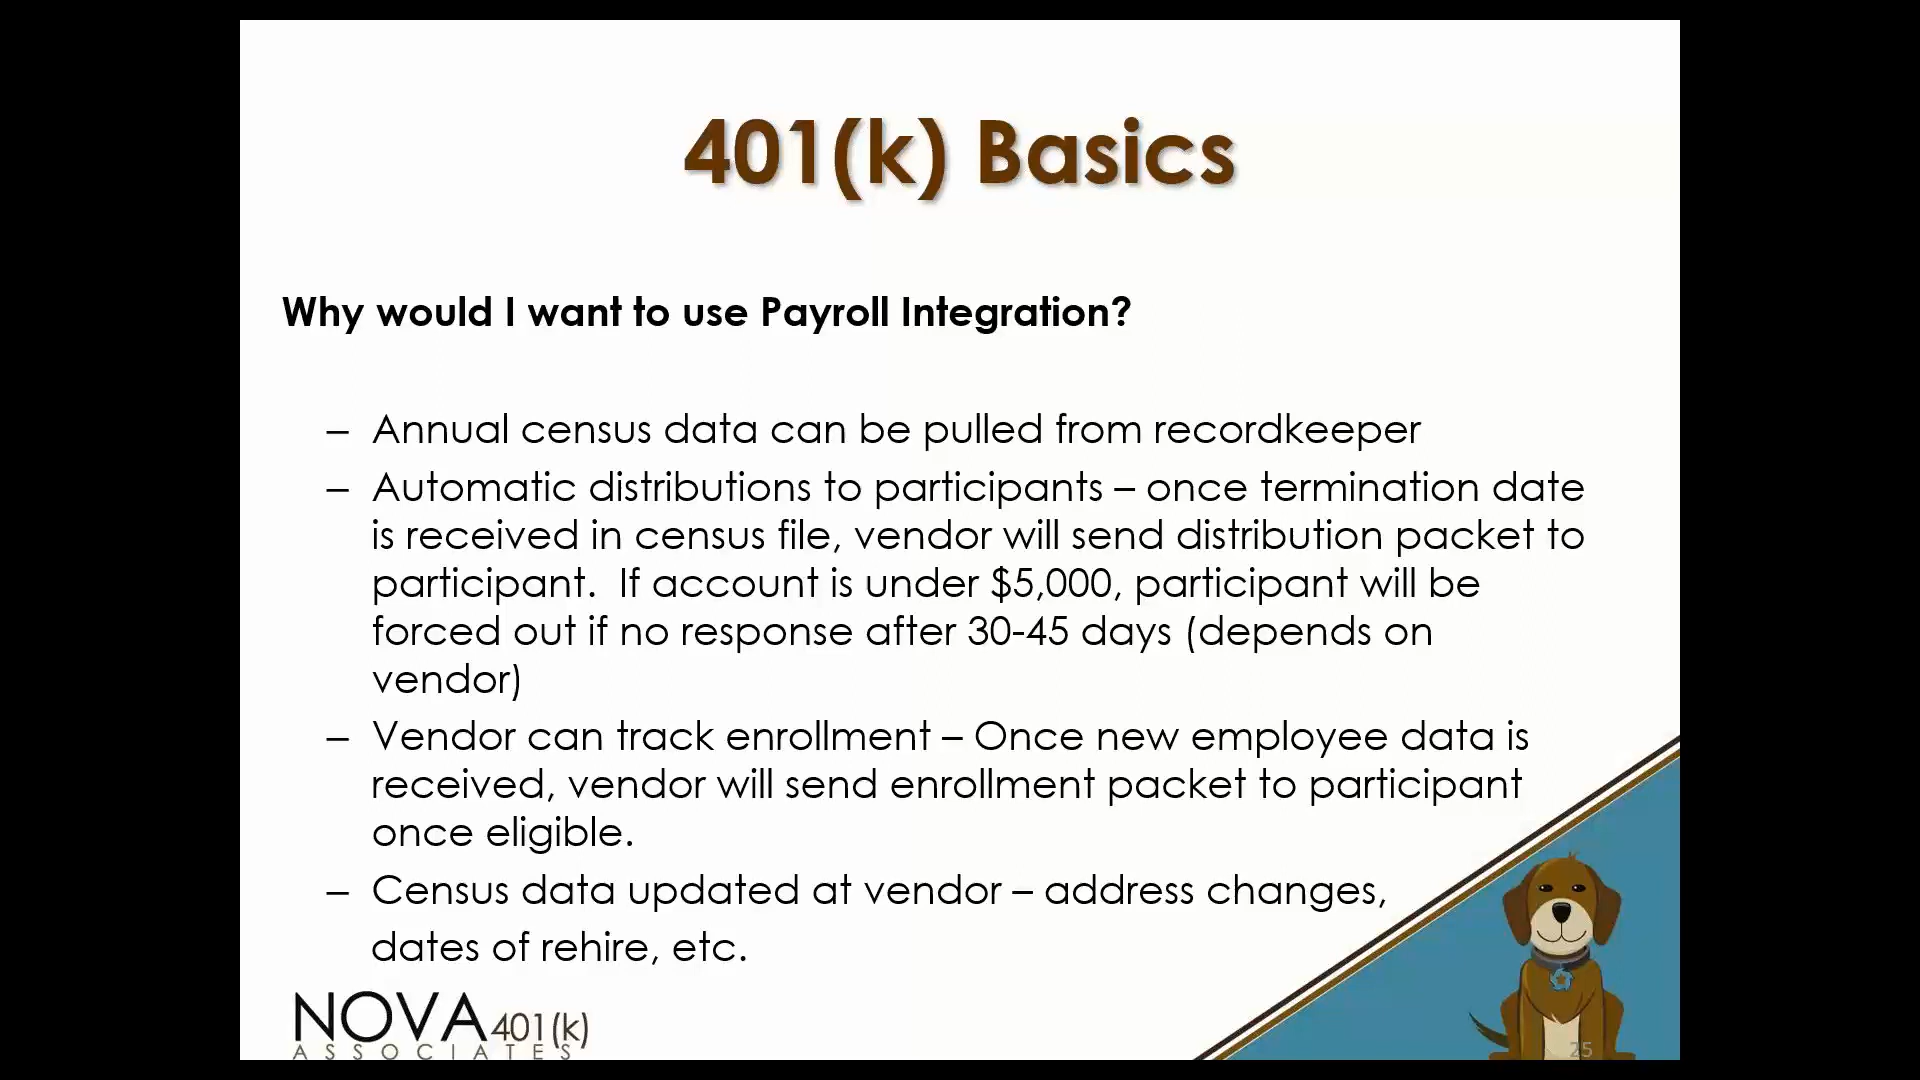 401(k) Basics
Why would I want to use Payroll Integration?
– Annual census data can be pulled from recordkeeper
– Automatic distributions to participants – once termination date
is received in census file, vendor will send distribution packet to
participant.  If account is under $5,000, participant will be
forced out if no response after 30-45 days (depends on
vendor)
– Vendor can track enrollment – Once new employee data is
received, vendor will send enrollment packet to participant
once eligible.
– Census data updated at vendor – address changes,
dates of rehire, etc.
NOVA 401(k)
ASSOCIATES
25